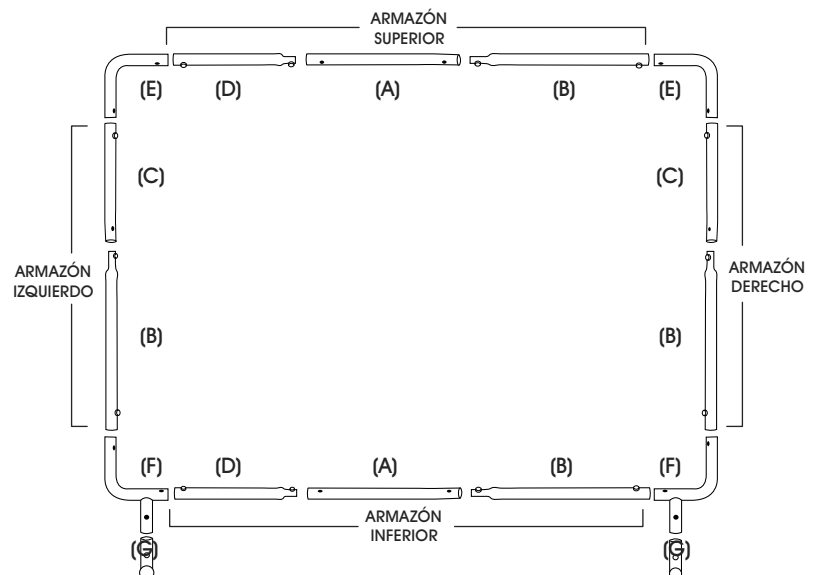 ARMAZÓN
SUPERIOR
(E) (D) (A) (B) (E)
(C) (C)
ARMAZÓN
IZQUIERDO
ARMAZÓN
DERECHO
(B) (B)
(F) (D) (A) (B) (F)
ARMAZÓN
INFERIOR
(G) (G)